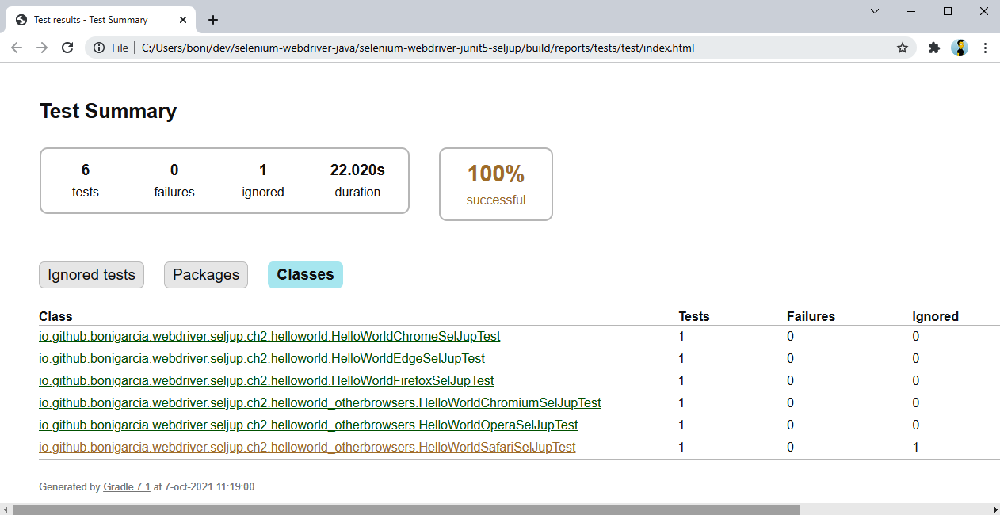 Test results - Test Summary
File C:/Users/boni/dev/selenium-webdriver-java/selenium-webdriver-junit5-seljup/build/reports/tests/test/index.html
Test Summary
6 0 1 22.020s
tests failures ignored duration
100%
successful
Ignored tests Packages Classes
Class Tests Failures Ignored
io.github.bonigarcia.webdriver.seljup.ch2.helloworld.HelloWorldChromeSelJupTest 1 0 0
io.github.bonigarcia.webdriver.seljup.ch2.helloworld.HelloWorldEdgeSelJupTest 1 0 0
io.github.bonigarcia.webdriver.seljup.ch2.helloworld.HelloWorldFirefoxSelJupTest 1 0 0
io.github.bonigarcia.webdriver.seljup.ch2.helloworld_otherbrowsers.HelloWorldChromiumSelJupTest 1 0 0
io.github.bonigarcia.webdriver.seljup.ch2.helloworld_otherbrowsers.HelloWorldOperaSelJupTest 1 0 0
io.github.bonigarcia.webdriver.seljup.ch2.helloworld_otherbrowsers.HelloWorldSafariSelJupTest 1 0 1
Generated by Gradle 7.1 at 7-oct-2021 11:19:00